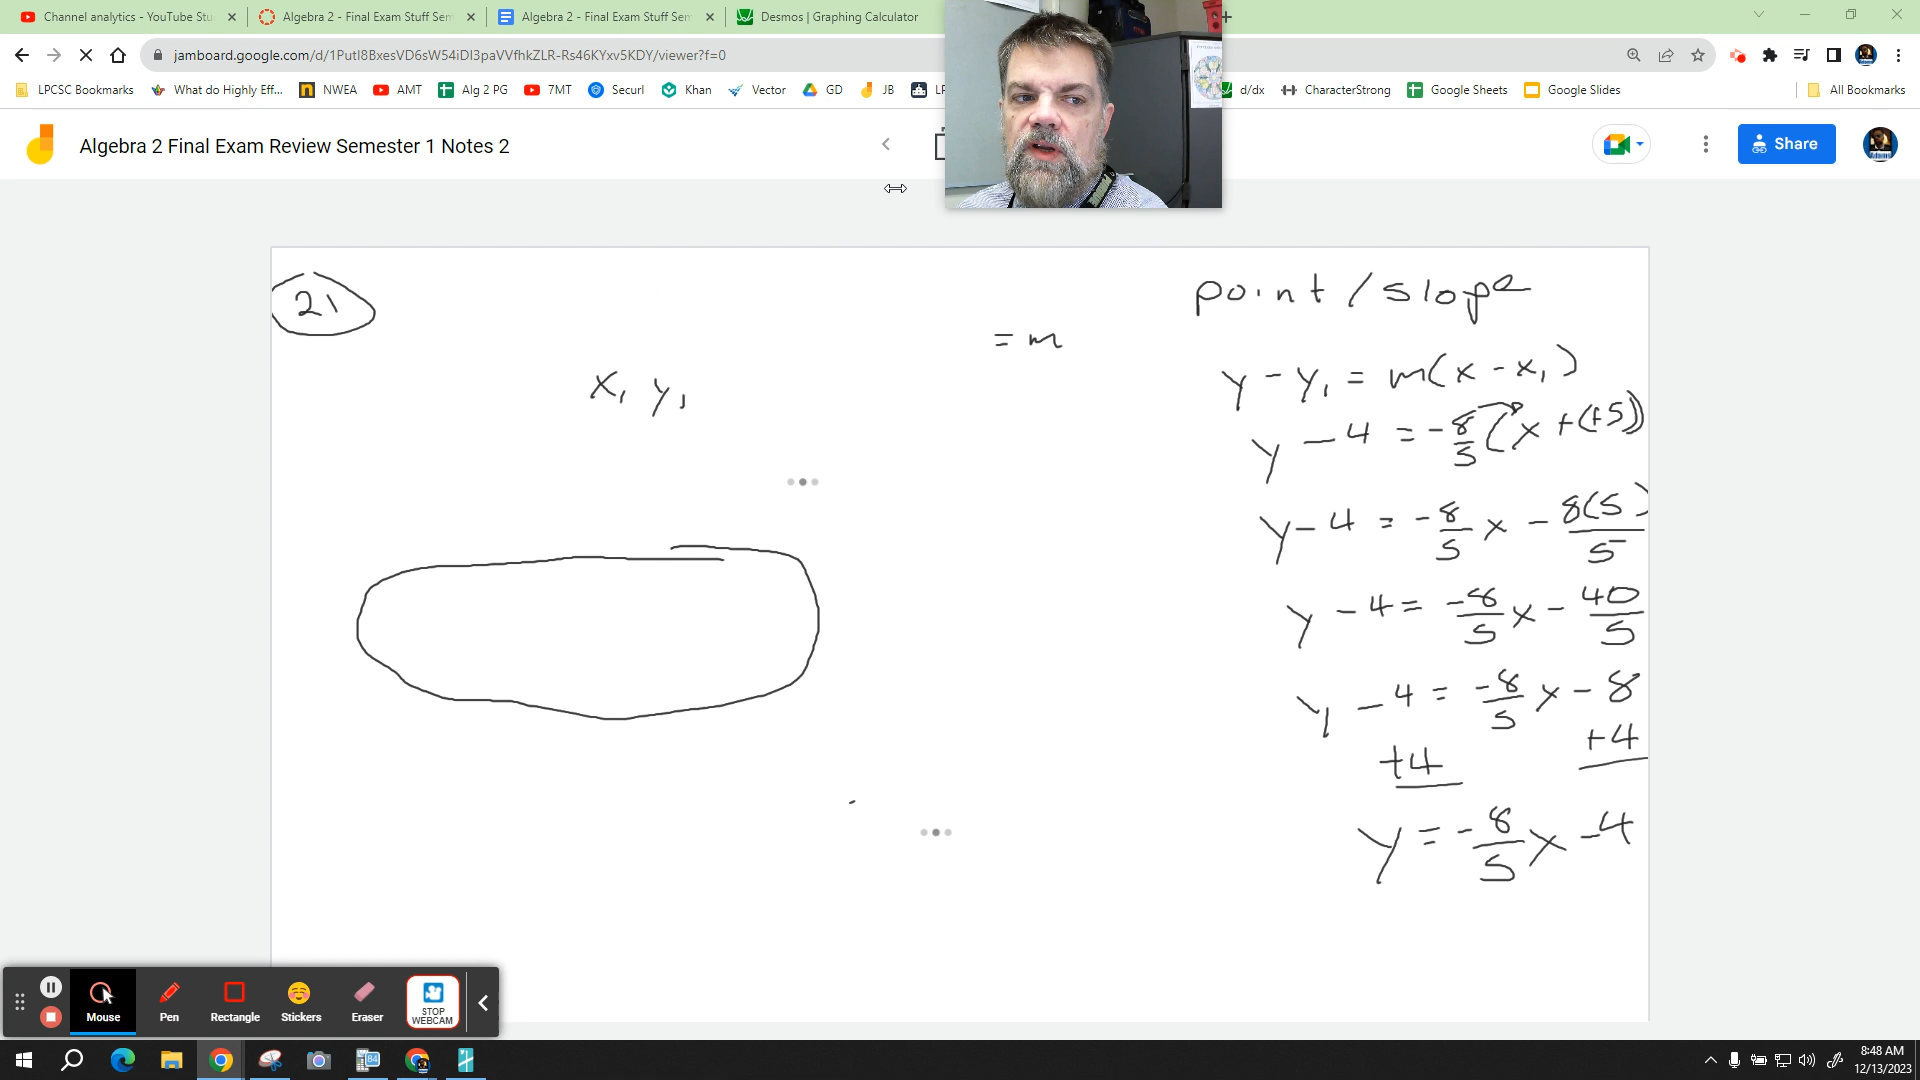 Channel analytics - YouTube Stu
Algebra 2 - Final Exam Stuff Sem
Algebra 2 - Final Exam Stuff Sem
Desmos | Graphing Calculator
jamboard.google.com/d/1PutI8BxesVD6sW54iDI3paVVfhkZLR-Rs46KYxv5KDY/viewer?f=0
LPCSC Bookmarks
What do Highly Eff...
NWEA
AMT
Alg 2 PG
7MT
Securl
Khan
Vector
GD
JB
d/dx
CharacterStrong
Google Sheets
Google Slides
All Bookmarks
Algebra 2 Final Exam Review Semester 1 Notes 2
Share
21
point/slope
= m
x₁ y₁
y - y₁ = m(x - x₁)
y - 4 = -8/5 (x + (+5))
y - 4 = -8/5 x - 8(5)/5
y - 4 = -8/5 x - 40/5
y - 4 = -8/5 x - 8
+4 +4
y = -8/5 x - 4
Mouse
Pen
Rectangle
Stickers
Eraser
STOP
WEBCAM
84
8:48 AM
12/13/2023